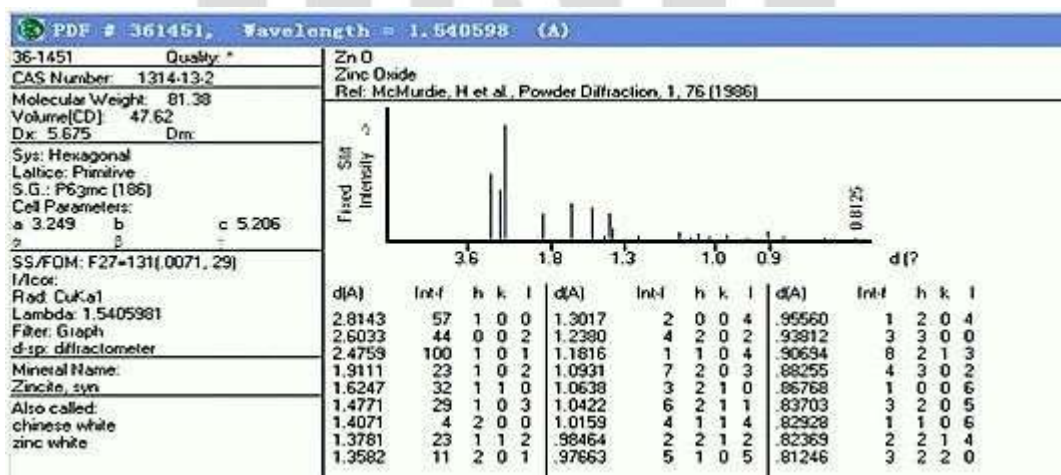 PDF # 361451, Wavelength = 1.540598 (A)
36-1451 Quality: *
CAS Number: 1314-13-2
Molecular Weight: 81.38
Volume[CD]: 47.62
Dx: 5.675 Dm:
Sys: Hexagonal
Lattice: Primitive
S.G.: P63mc (186)
Cell Parameters:
a 3.249 b c 5.206
SS/FOM: F27=131(.0071, 29)
I/Icor:
Rad: CuKa1
Lambda: 1.5405981
Filter: Graph
d-sp: diffractometer
Mineral Name:
Zincite, syn
Also called:
chinese white
zinc white
Zn O
Zinc Oxide
Ref: McMurdie, H et al., Powder Diffraction, 1, 76 (1986)
Fixed Slit
Intensity
0.8125
3.6 1.8 1.3 1.0 0.9 d (?
d(A) Int-f h k l d(A) Int-f h k l d(A) Int-f h k l
2.8143 57 1 0 0 1.3017 2 0 0 4 .95560 1 2 0 4
2.6033 44 0 0 2 1.2380 4 2 0 2 .93812 3 3 0 0
2.4759 100 1 0 1 1.1816 1 1 0 4 .90694 8 2 1 3
1.9111 23 1 0 2 1.0931 7 2 0 3 .88255 4 3 0 2
1.6247 32 1 1 0 1.0638 3 2 1 0 .86768 1 0 0 6
1.4771 29 1 0 3 1.0422 6 2 1 1 .83703 3 2 0 5
1.4071 4 2 0 0 1.0159 4 1 1 4 .82928 1 1 0 6
1.3781 23 1 1 2 .98464 2 2 1 2 .82369 2 2 1 4
1.3582 11 2 0 1 .97663 5 1 0 5 .81246 3 2 2 0